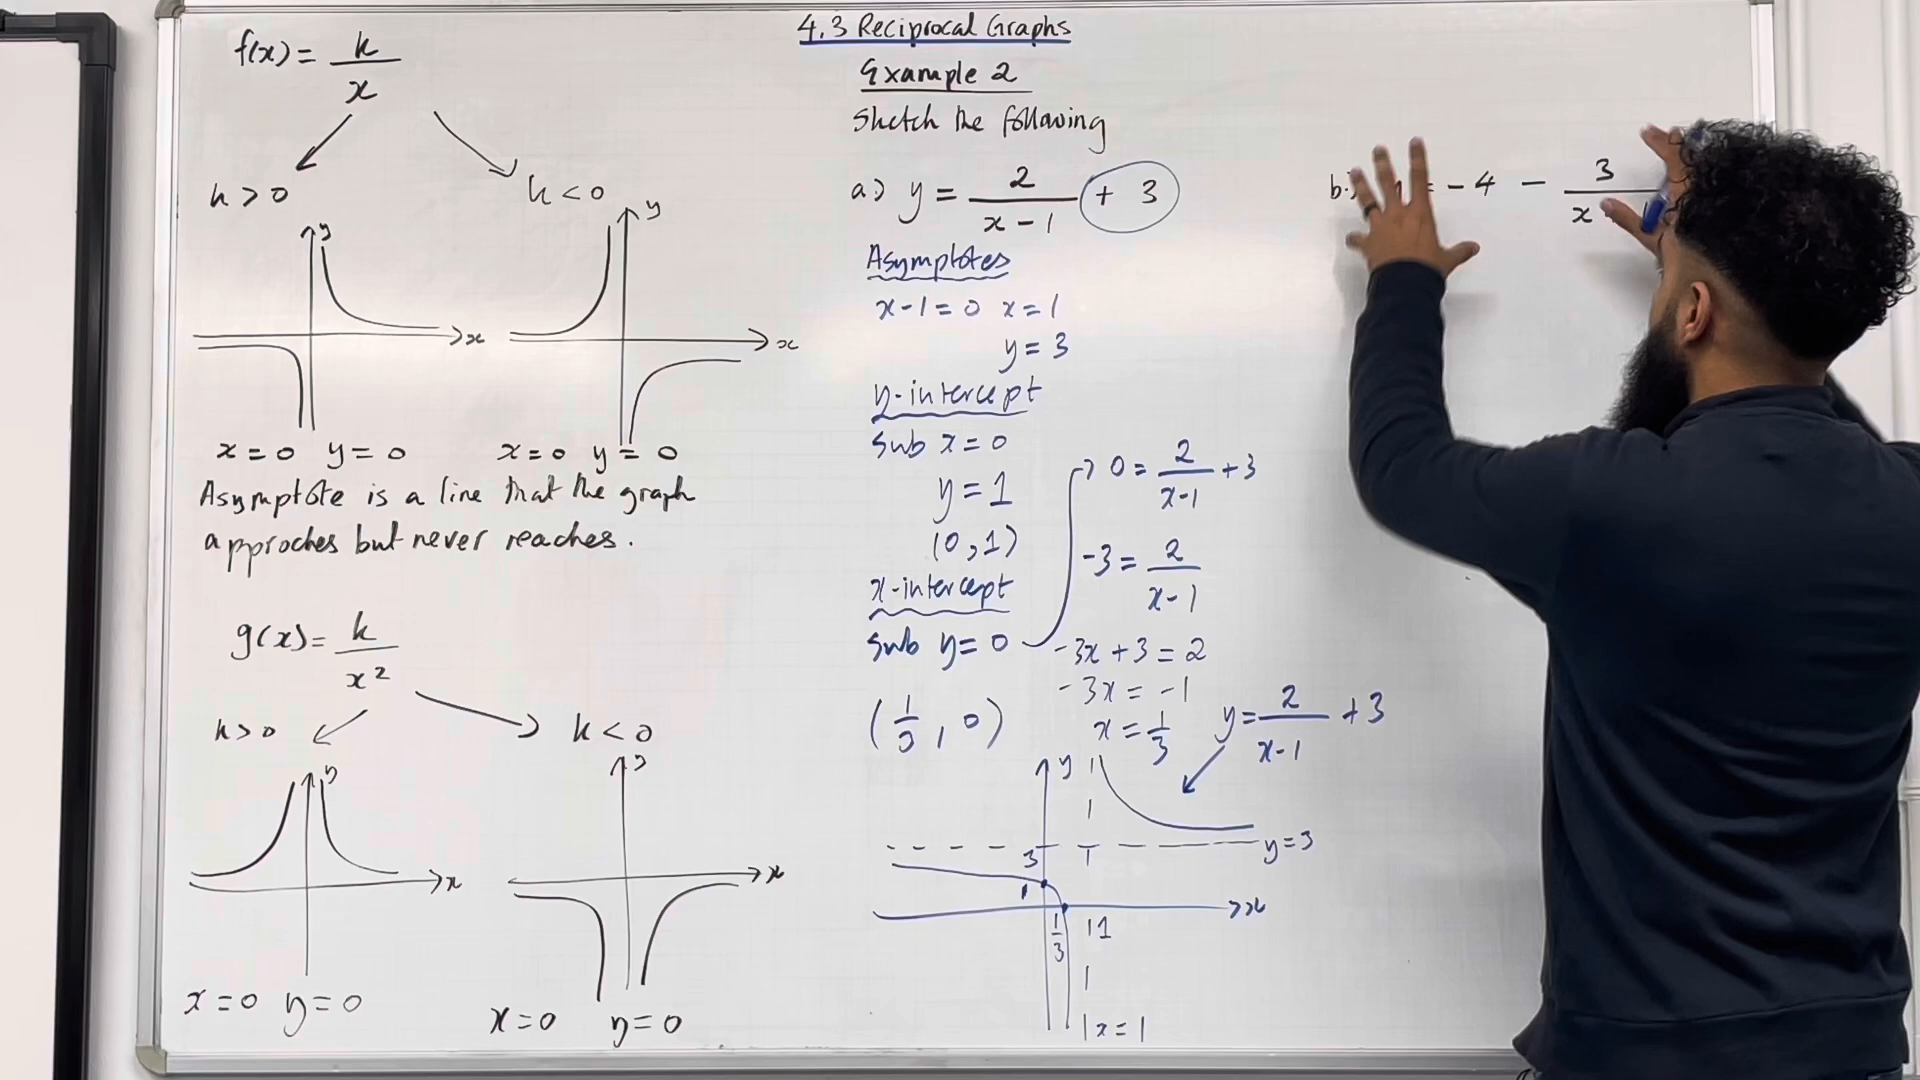 4.3 Reciprocal Graphs
f(x) = k/x
k > 0
k < 0
y
x
y
x
x = 0 y = 0
x = 0 y = 0
Asymptote is a line that the graph
approches but never reaches.
g(x) = k/x²
k > 0
k < 0
y
x
y
x
x = 0 y = 0
x = 0 y = 0
Example 2
Sketch the following
a.) y = 2/(x - 1) + 3
Asymptotes
x - 1 = 0 x = 1
y = 3
y-intercept
sub x = 0
y = 1
(0, 1)
x-intercept
sub y = 0
(1/3, 0)
0 = 2/(x-1) + 3
-3 = 2/(x-1)
-3x + 3 = 2
-3x = -1
x = 1/3
y = 2/(x-1) + 3
y
y = 3
3
1
x
1/3
1
x = 1
b.) = -4 - 3/x